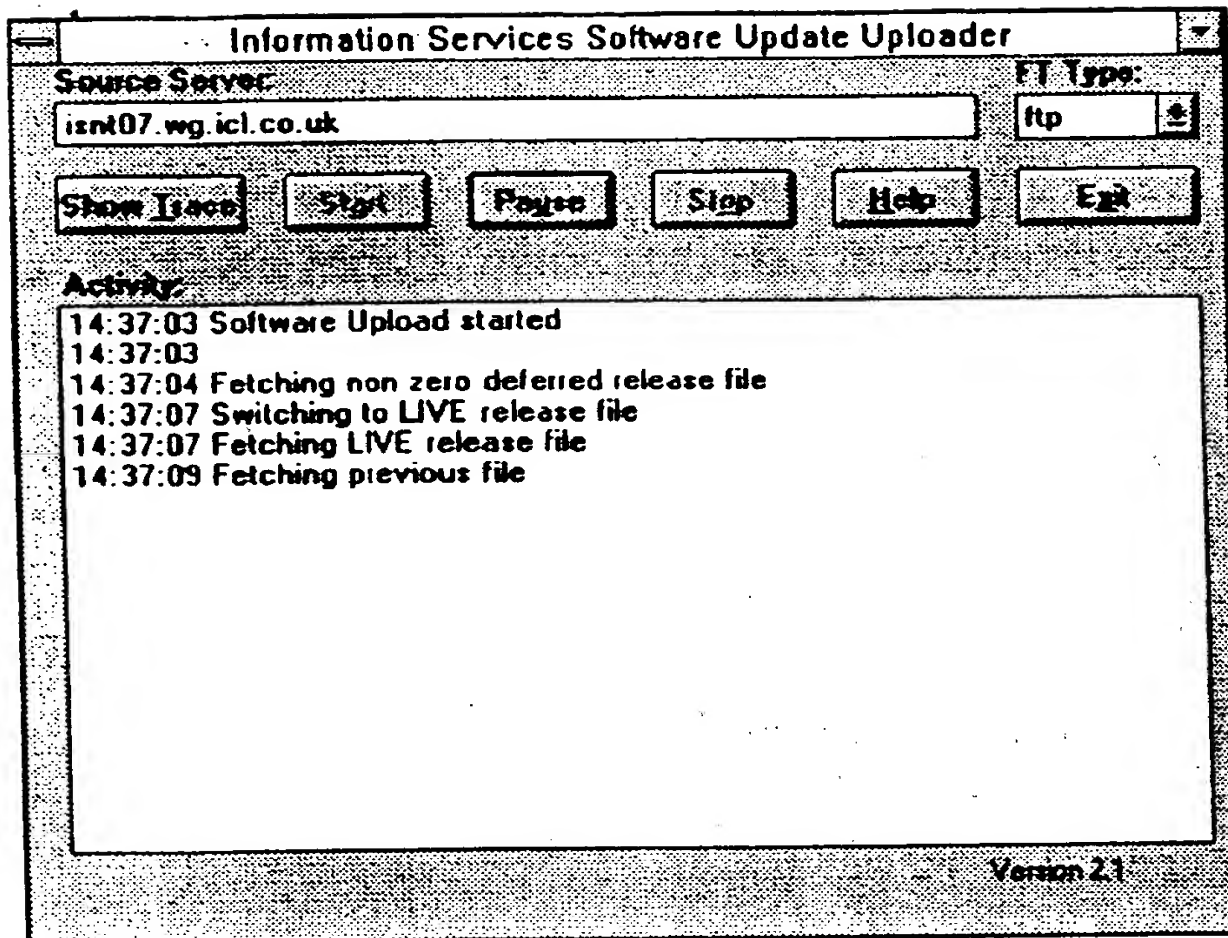 Information Services Software Update Uploader
Source Server:
FT Type:
isnt07.wg.icl.co.uk
ftp
Show Trace
Start
Pause
Stop
Help
Exit
Activity:
14:37:03 Software Upload started
14:37:03
14:37:04 Fetching non zero deferred release file
14:37:07 Switching to LIVE release file
14:37:07 Fetching LIVE release file
14:37:09 Fetching previous file
Version 2.1